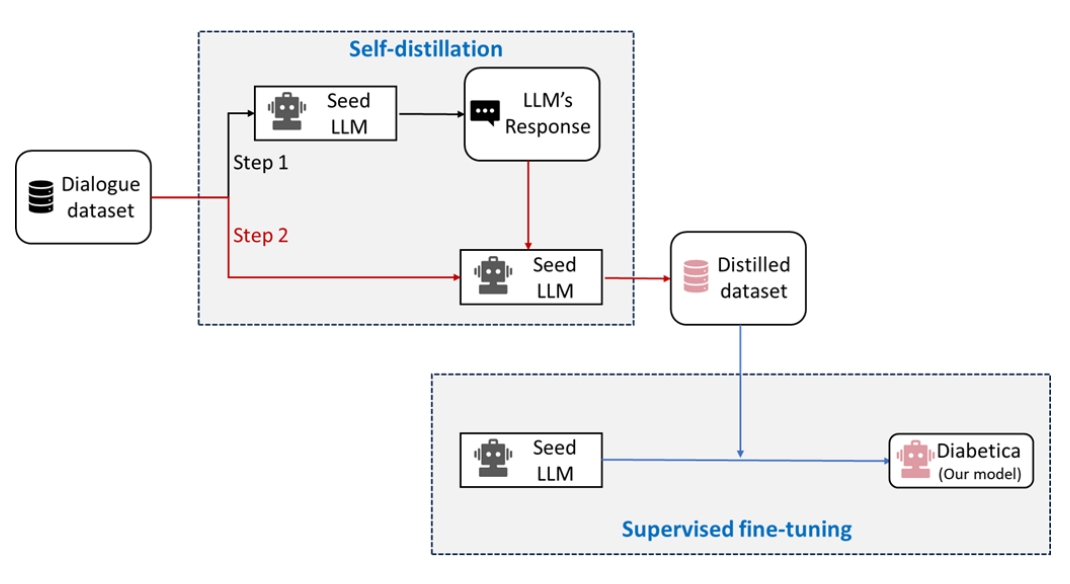 Self-distillation
Seed
LLM
LLM's
Response
Step 1
Dialogue
dataset
Step 2
Seed
LLM
Distilled
dataset
Seed
LLM
Diabetica
(Our model)
Supervised fine-tuning